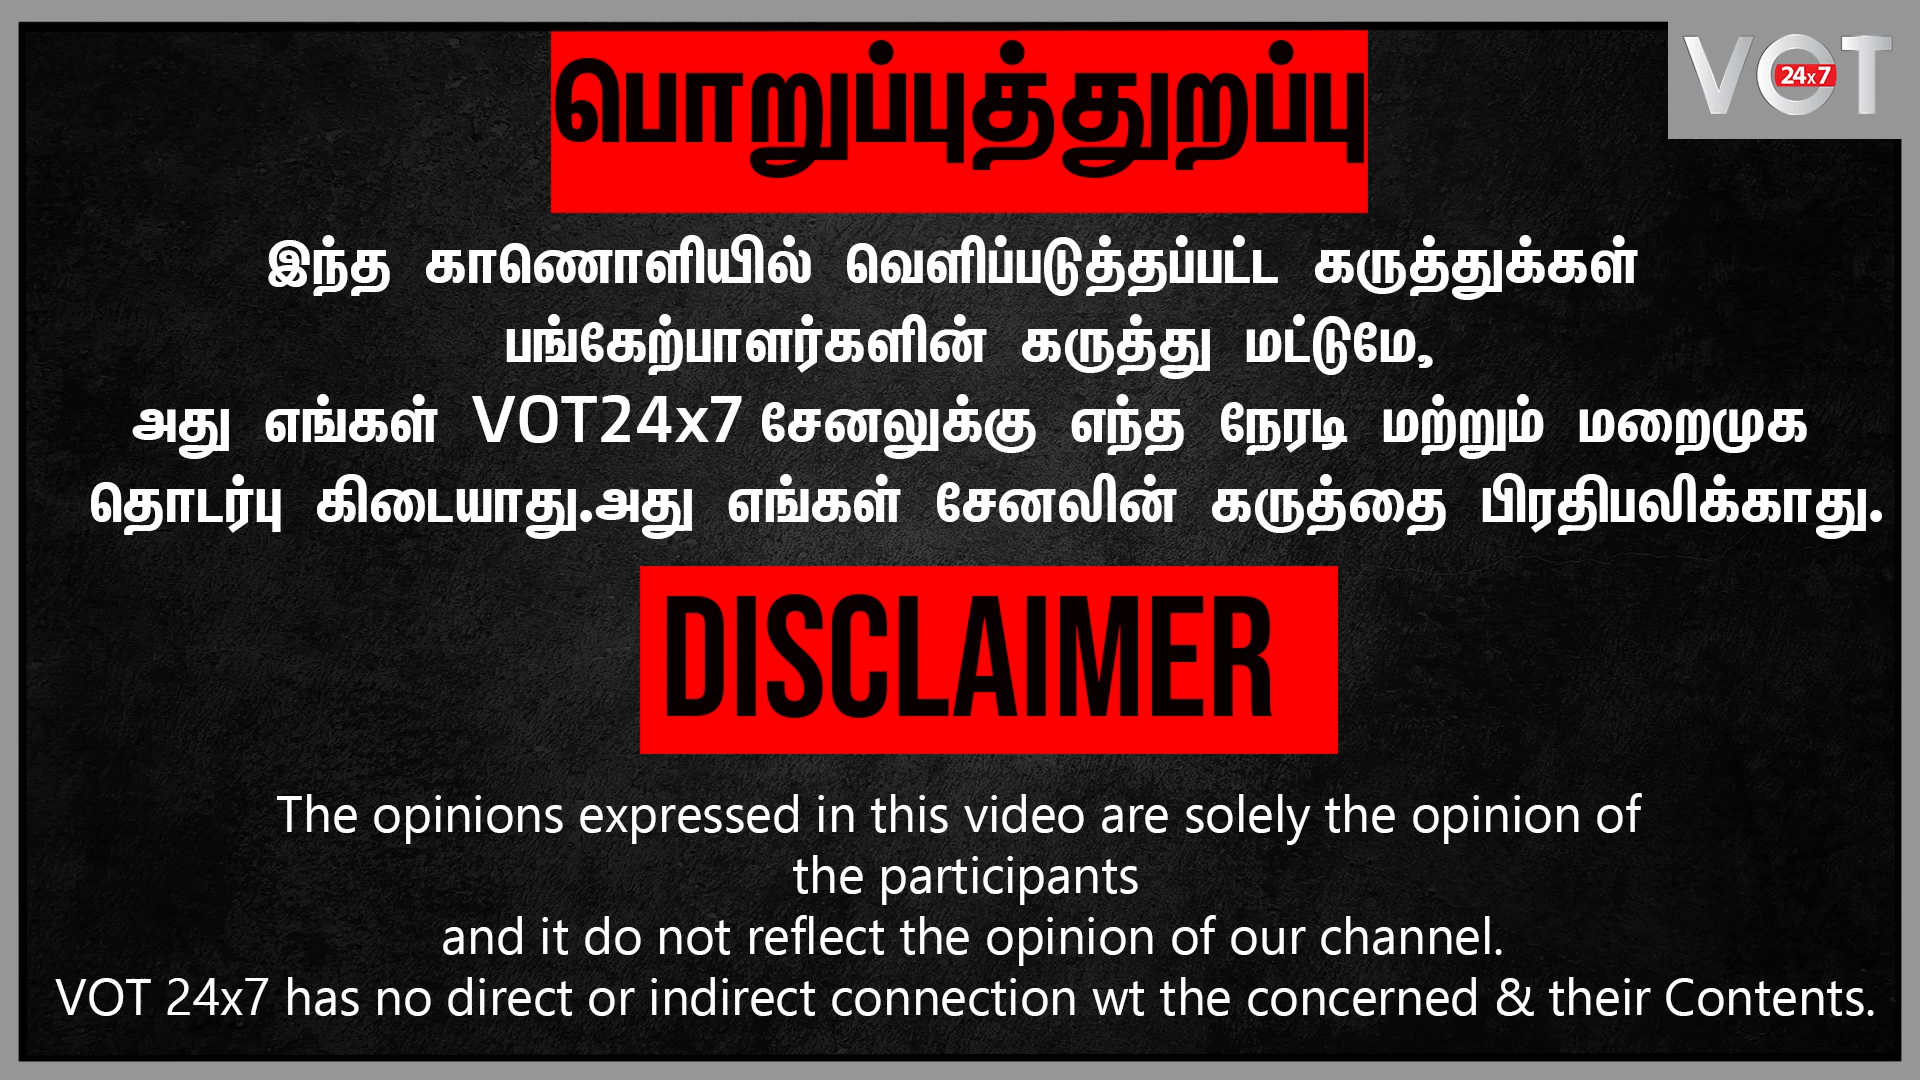 பொறுப்புத்துறப்பு
VOT
24x7
இந்த காணொளியில் வெளிப்படுத்தப்பட்ட கருத்துக்கள்
பங்கேற்பாளர்களின் கருத்து மட்டுமே,
அது எங்கள் VOT24x7 சேனலுக்கு எந்த நேரடி மற்றும் மறைமுக
தொடர்பு கிடையாது.அது எங்கள் சேனலின் கருத்தை பிரதிபலிக்காது.
DISCLAIMER
The opinions expressed in this video are solely the opinion of
the participants
and it do not reflect the opinion of our channel.
VOT 24x7 has no direct or indirect connection wt the concerned & their Contents.